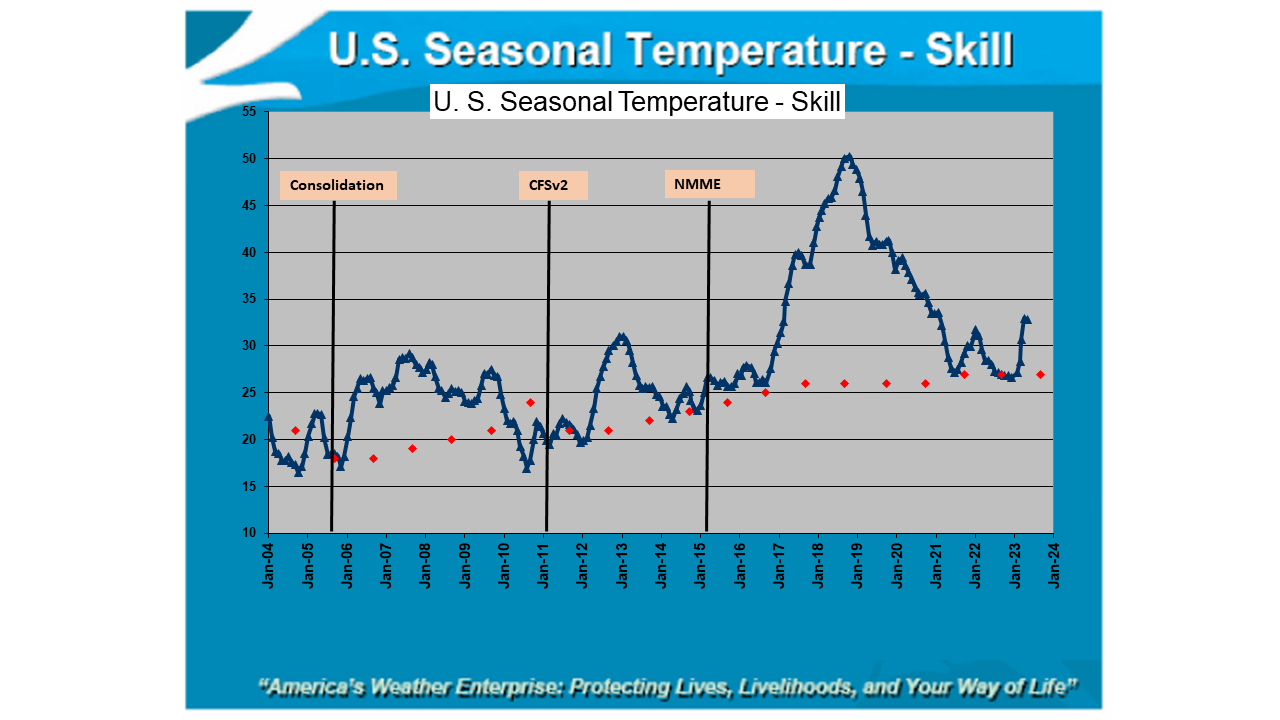 U.S. Seasonal Temperature - Skill
U. S. Seasonal Temperature - Skill
55
50
45
40
35
30
25
20
15
10
Consolidation
CFSv2
NMME
Jan-04
Jan-05
Jan-06
Jan-07
Jan-08
Jan-09
Jan-10
Jan-11
Jan-12
Jan-13
Jan-14
Jan-15
Jan-16
Jan-17
Jan-18
Jan-19
Jan-20
Jan-21
Jan-22
Jan-23
Jan-24
“America’s Weather Enterprise: Protecting Lives, Livelihoods, and Your Way of Life”